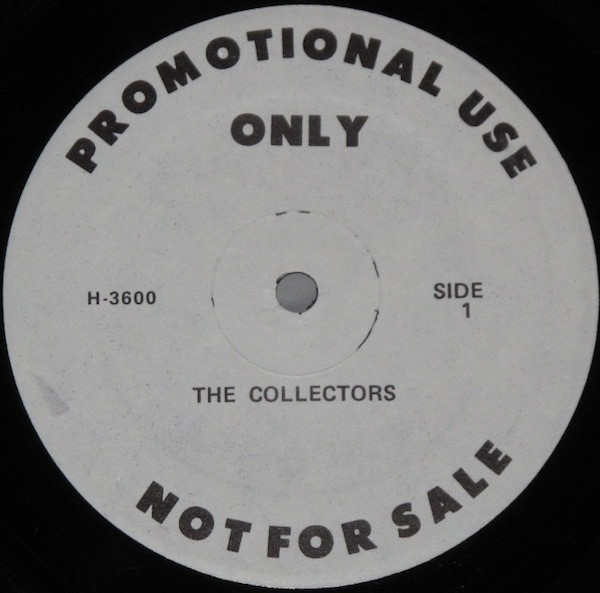 PROMOTIONAL USE
ONLY
H-3600
SIDE
1
THE COLLECTORS
NOT FOR SALE